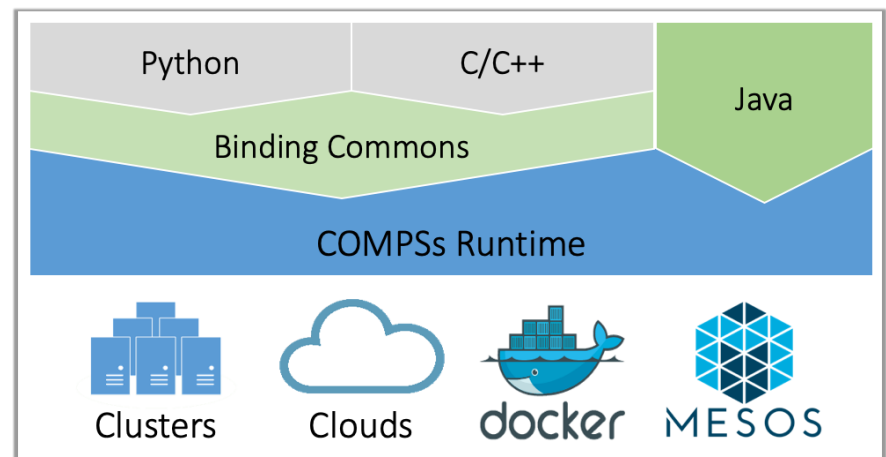 Python
C/C++
Java
Binding Commons
COMPSs Runtime
Clusters
Clouds
docker
MESOS